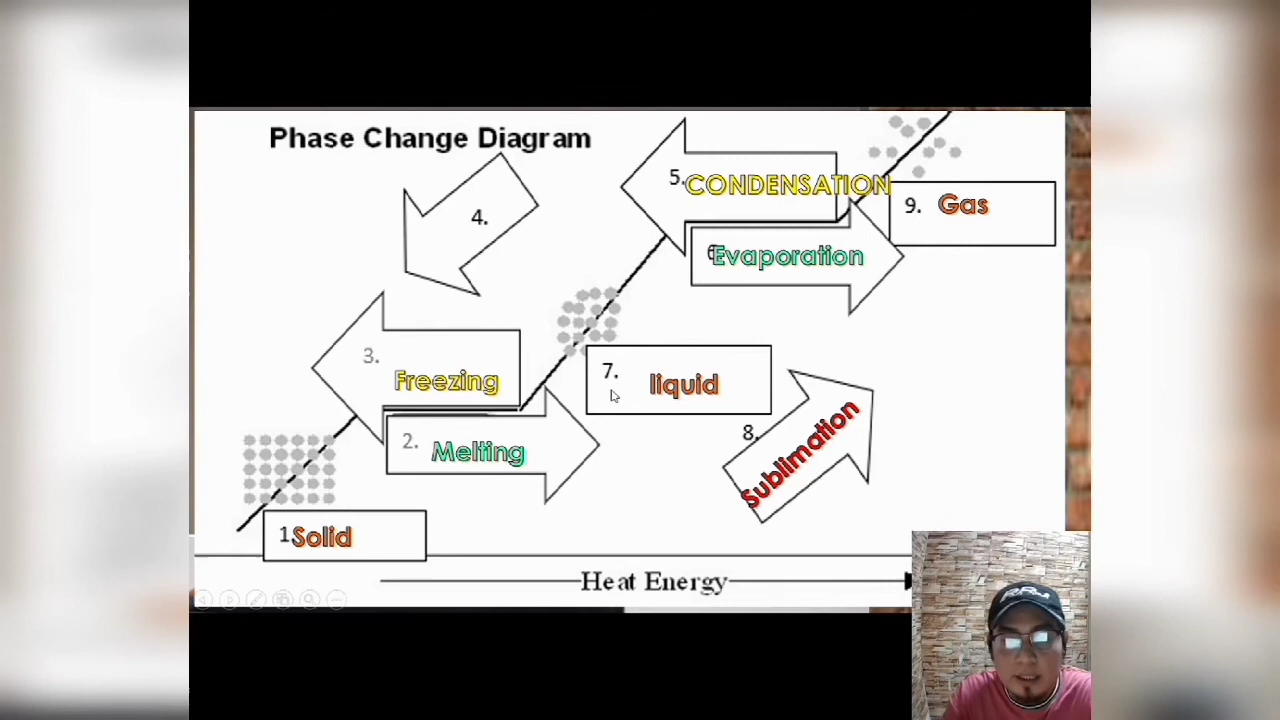 Phase Change Diagram
4.
5. CONDENSATION
9. Gas
6 Evaporation
3.
Freezing
7.
liquid
2. Melting
8.
Sublimation
1. Solid
Heat Energy